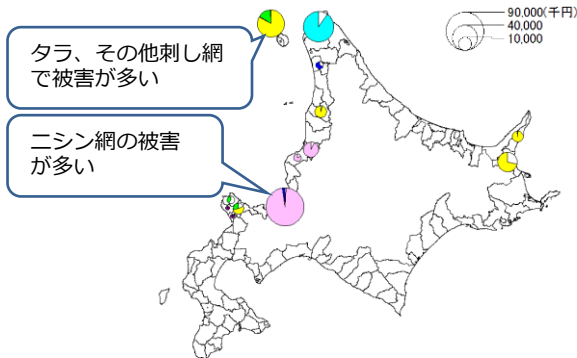 タラ、その他刺し網
で被害が多い
ニシン網の被害
が多い
90,000(千円)
40,000
10,000